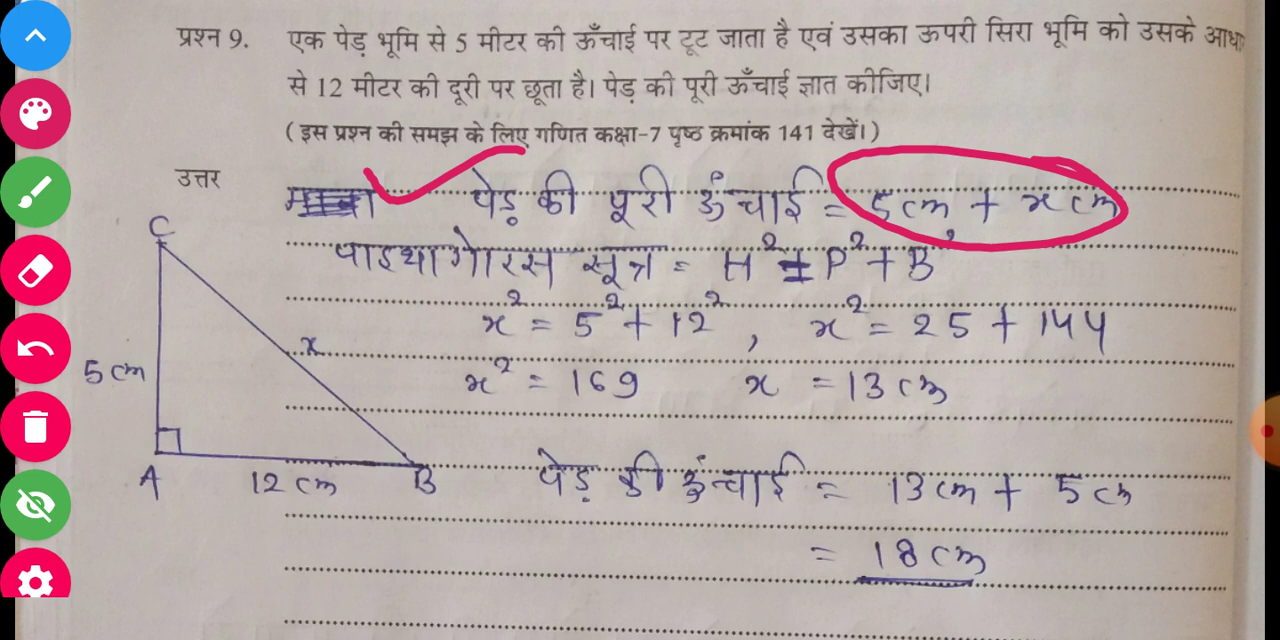 प्रश्न 9. एक पेड़ भूमि से 5 मीटर की ऊँचाई पर टूट जाता है एवं उसका ऊपरी सिरा भूमि को उसके आधा
से 12 मीटर की दूरी पर छूता है। पेड़ की पूरी ऊँचाई ज्ञात कीजिए।
(इस प्रश्न की समझ के लिए गणित कक्षा-7 पृष्ठ क्रमांक 141 देखें।)
उत्तर
पेड़ की पूरी ऊंचाई = 5 cm + x cm
पाइथागोरस सूत्र = H² = P² + B²
x² = 5² + 12² , x² = 25 + 144
x² = 169 x = 13 cm
C
x
5 cm
A 12 cm B
पेड़ की ऊंचाई = 13 cm + 5 cm
= 18 cm